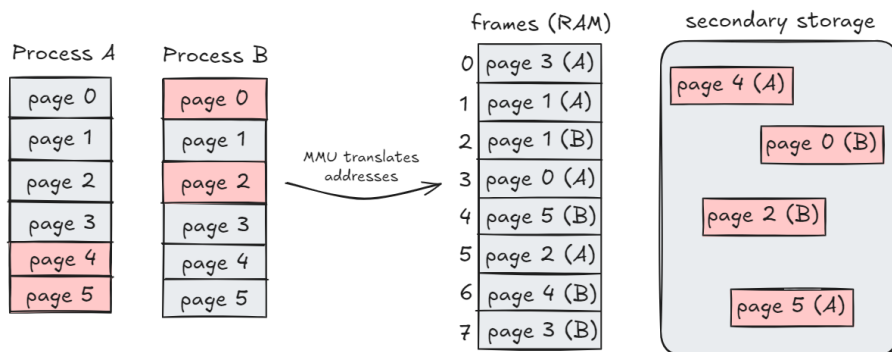 Process A
page 0
page 1
page 2
page 3
page 4
page 5
Process B
page 0
page 1
page 2
page 3
page 4
page 5
MMU translates
addresses
frames (RAM)
0 page 3 (A)
1 page 1 (A)
2 page 1 (B)
3 page 0 (A)
4 page 5 (B)
5 page 2 (A)
6 page 4 (B)
7 page 3 (B)
secondary storage
page 4 (A)
page 0 (B)
page 2 (B)
page 5 (A)